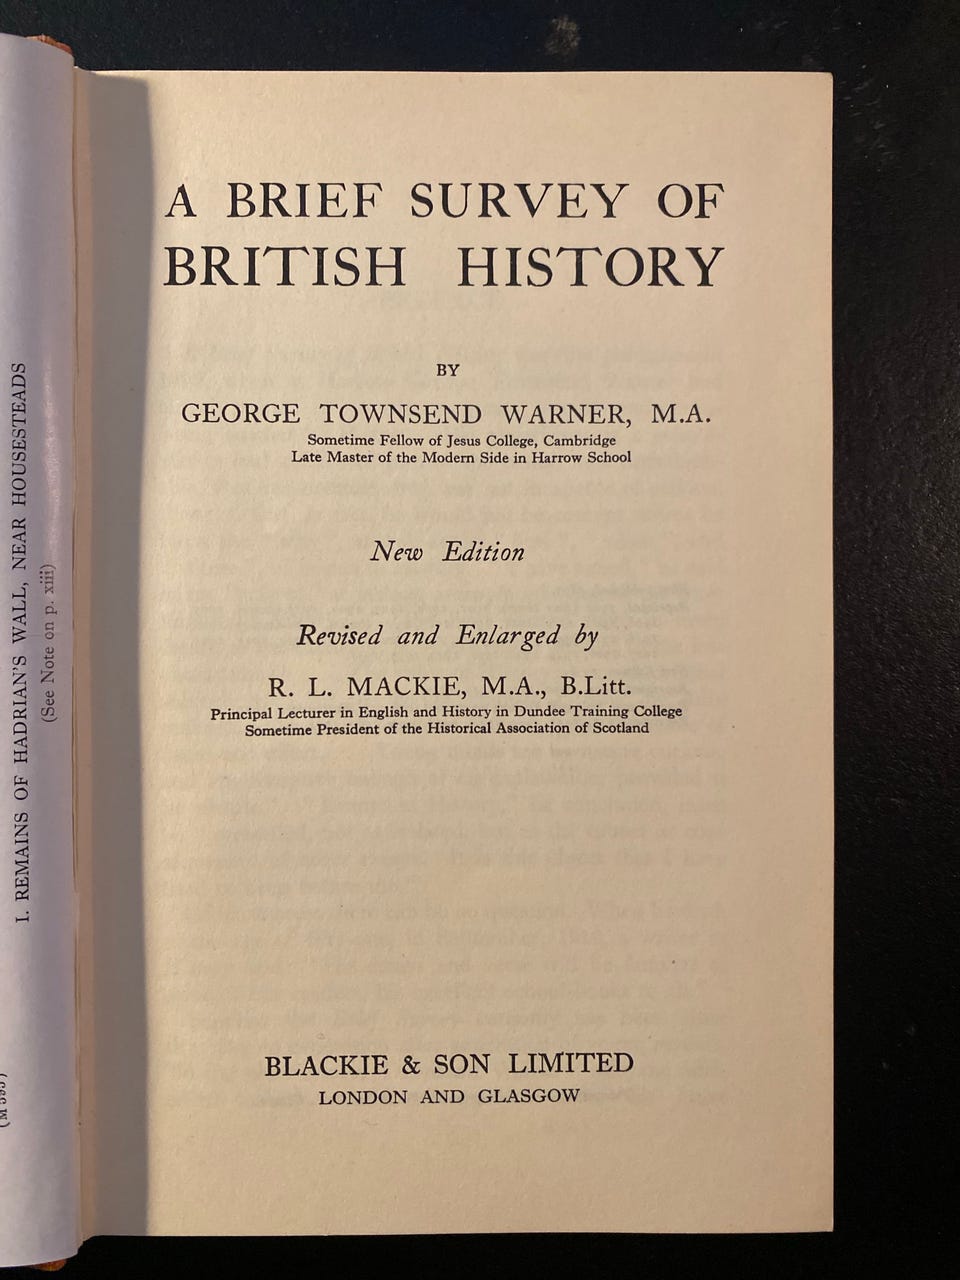 I. REMAINS OF HADRIAN'S WALL, NEAR HOUSESTEADS
(See Note on p. xiii)
A BRIEF SURVEY OF
BRITISH HISTORY
BY
GEORGE TOWNSEND WARNER, M.A.
Sometime Fellow of Jesus College, Cambridge
Late Master of the Modern Side in Harrow School
New Edition
Revised and Enlarged by
R. L. MACKIE, M.A., B.Litt.
Principal Lecturer in English and History in Dundee Training College
Sometime President of the Historical Association of Scotland
BLACKIE & SON LIMITED
LONDON AND GLASGOW